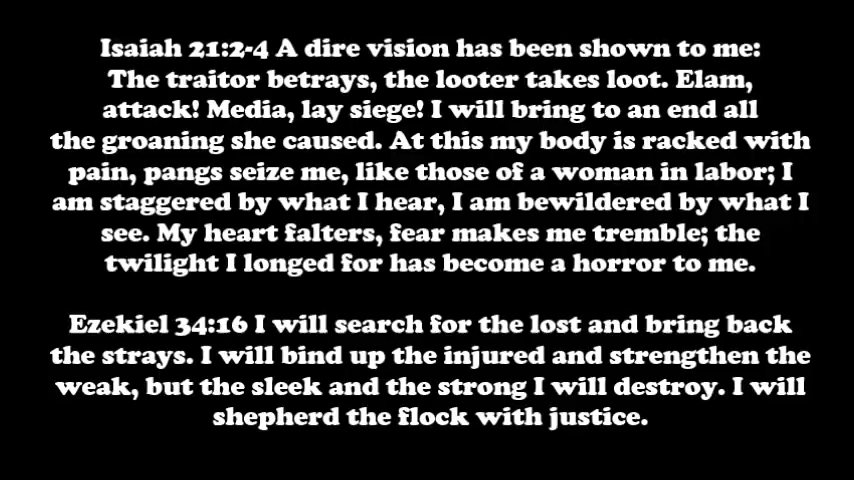 Isaiah 21:2-4 A dire vision has been shown to me:
The traitor betrays, the looter takes loot. Elam,
attack! Media, lay siege! I will bring to an end all
the groaning she caused. At this my body is racked with
pain, pangs seize me, like those of a woman in labor; I
am staggered by what I hear, I am bewildered by what I
see. My heart falters, fear makes me tremble; the
twilight I longed for has become a horror to me.
Ezekiel 34:16 I will search for the lost and bring back
the strays. I will bind up the injured and strengthen the
weak, but the sleek and the strong I will destroy. I will
shepherd the flock with justice.